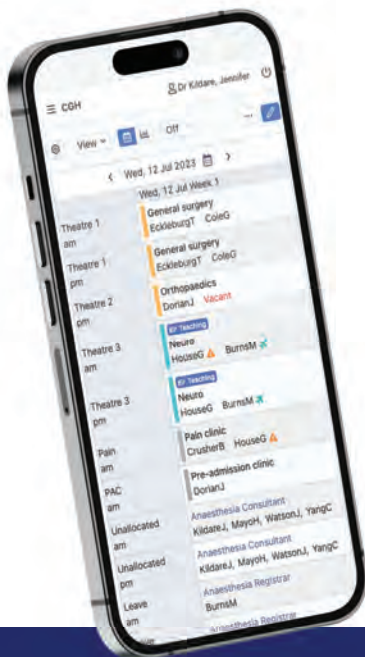 CGH
Dr Kildare, Jennifer
View
Off
...
< Wed, 12 Jul 2023 >
Wed, 12 Jul Week 1
Theatre 1
am
General surgery
EckleburgT ColeG
Theatre 1
pm
General surgery
EckleburgT ColeG
Theatre 2
pm
Orthopaedics
DorianJ Vacant
Theatre 3
am
EV Teaching
Neuro
HouseG BurnsM
Theatre 3
pm
EV Teaching
Neuro
HouseG BurnsM
Pain
am
Pain clinic
CrusherB HouseG
PAC
am
Pre-admission clinic
DorianJ
Unallocated
am
Anaesthesia Consultant
KildareJ, MayoH, WatsonJ, YangC
Unallocated
pm
Anaesthesia Consultant
KildareJ, MayoH, WatsonJ, YangC
Leave
am
Anaesthesia Registrar
BurnsM
Anaesthesia Registrar